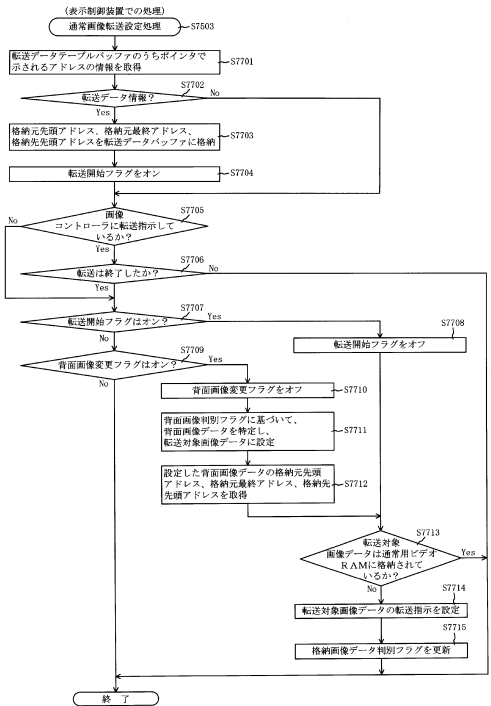 (表示制御装置での処理)
通常画像転送設定処理
S7503
転送データテーブルバッファのうちポインタで
示されるアドレスの情報を取得
S7701
S7702
転送データ情報?
No
Yes
格納元先頭アドレス、格納元最終アドレス、
格納先先頭アドレスを転送データバッファに格納
S7703
転送開始フラグをオン
S7704
S7705
画像
コントローラに転送指示して
いるか?
No
Yes
S7706
転送は終了したか?
No
Yes
S7707
転送開始フラグはオン?
Yes
No
S7708
転送開始フラグをオフ
S7709
背面画像変更フラグはオン?
Yes
No
背面画像変更フラグをオフ
S7710
背面画像判別フラグに基づいて、
背面画像データを特定し、
転送対象画像データに設定
S7711
設定した背面画像データの格納元先頭
アドレス、格納元最終アドレス、格納先
先頭アドレスを取得
S7712
S7713
転送対象
画像データは通常用ビデオ
RAMに格納されて
いるか?
Yes
No
S7714
転送対象画像データの転送指示を設定
S7715
格納画像データ判別フラグを更新
終 了